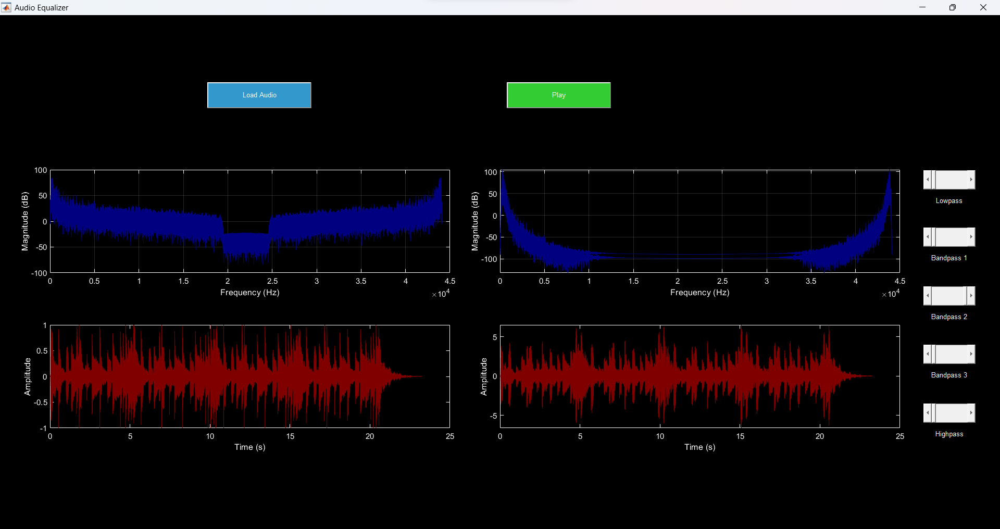 Audio Equalizer
Load Audio
Play
100
50
0
-50
-100
Magnitude (dB)
0 0.5 1 1.5 2 2.5 3 3.5 4 4.5
Frequency (Hz)
×10^4
100
50
0
-50
-100
Magnitude (dB)
0 0.5 1 1.5 2 2.5 3 3.5 4 4.5
Frequency (Hz)
×10^4
Lowpass
Bandpass 1
Bandpass 2
Bandpass 3
Highpass
1
0.5
0
-0.5
-1
Amplitude
0 5 10 15 20 25
Time (s)
5
0
-5
Amplitude
0 5 10 15 20 25
Time (s)